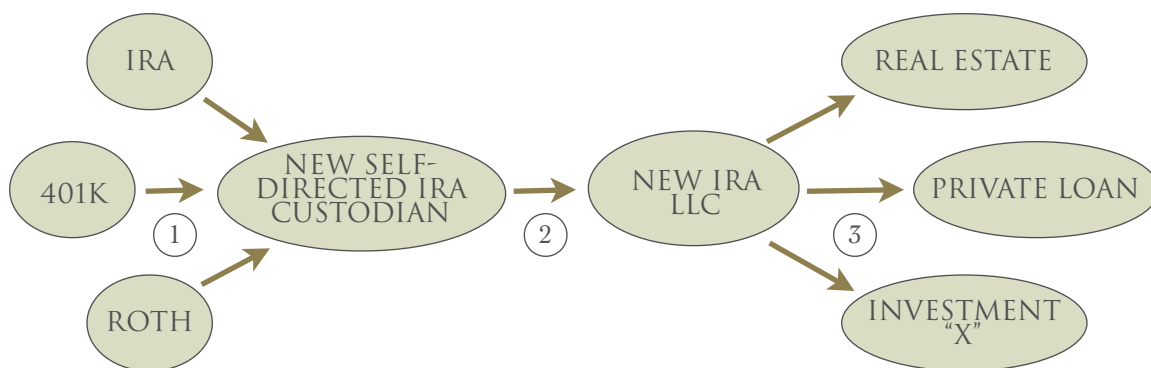 IRA
401K
ROTH
1
NEW SELF-
DIRECTED IRA
CUSTODIAN
2
NEW IRA
LLC
3
REAL ESTATE
PRIVATE LOAN
INVESTMENT
“X”